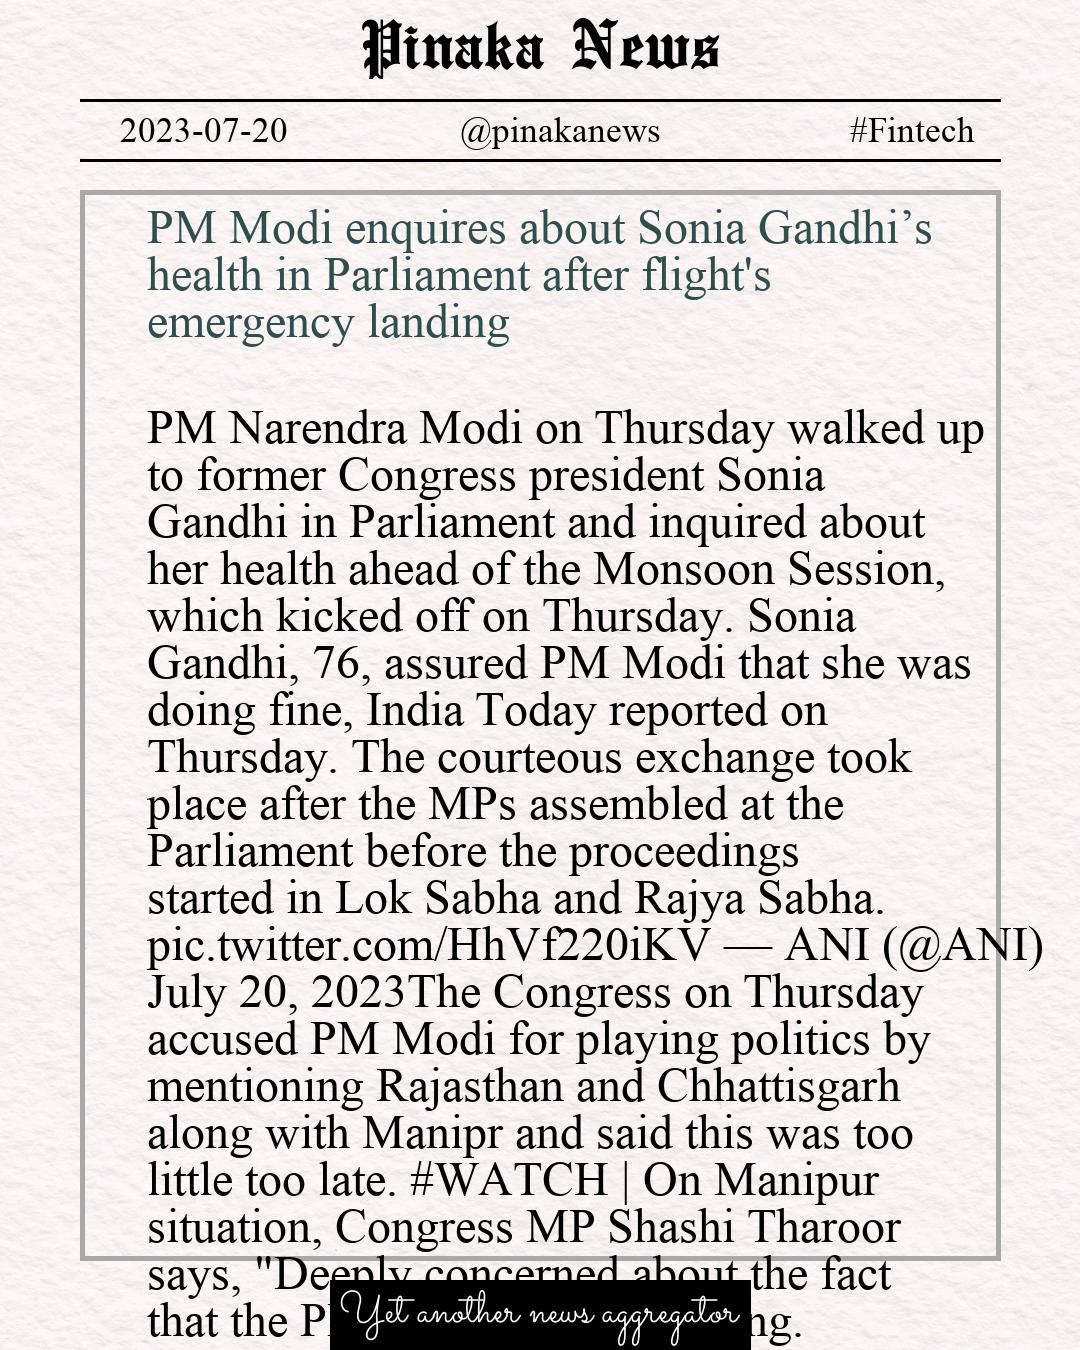 Pinaka News
2023-07-20 @pinakanews #Fintech
PM Modi enquires about Sonia Gandhi’s
health in Parliament after flight's
emergency landing
PM Narendra Modi on Thursday walked up
to former Congress president Sonia
Gandhi in Parliament and inquired about
her health ahead of the Monsoon Session,
which kicked off on Thursday. Sonia
Gandhi, 76, assured PM Modi that she was
doing fine, India Today reported on
Thursday. The courteous exchange took
place after the MPs assembled at the
Parliament before the proceedings
started in Lok Sabha and Rajya Sabha.
pic.twitter.com/HhVf220iKV — ANI (@ANI)
July 20, 2023The Congress on Thursday
accused PM Modi for playing politics by
mentioning Rajasthan and Chhattisgarh
along with Manipr and said this was too
little too late. #WATCH | On Manipur
situation, Congress MP Shashi Tharoor
says, "Deeply concerned about the fact
that the
Yet another news aggregator